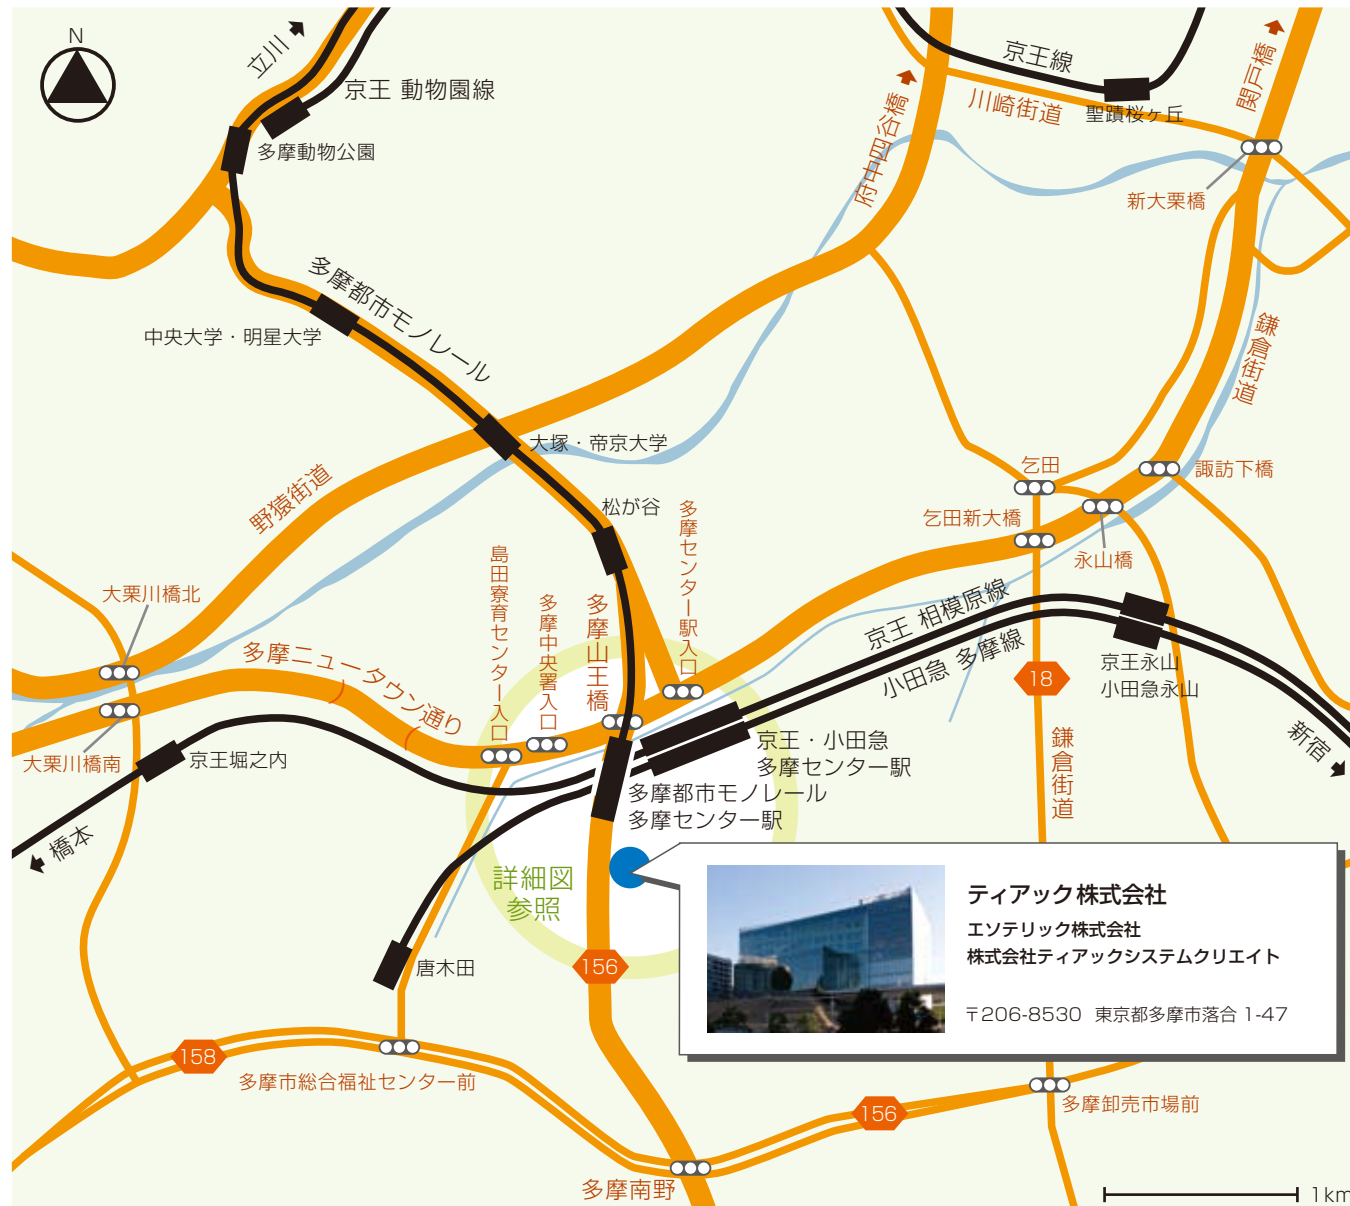 N
立川
京王 動物園線
多摩動物公園
京王線
川崎街道
聖蹟桜ヶ丘
関戸橋
府中四谷橋
新大栗橋
多摩都市モノレール
中央大学・明星大学
鎌倉街道
大塚・帝京大学
野猿街道
松が谷
乞田
諏訪下橋
乞田新大橋
永山橋
多摩センター駅入口
島田寮育センター入口
多摩中央署入口
多摩山王橋
大栗川橋北
多摩ニュータウン通り
京王 相模原線
小田急 多摩線
京王永山
小田急永山
18
鎌倉街道
新宿
大栗川橋南
京王堀之内
橋本
京王・小田急
多摩センター駅
多摩都市モノレール
多摩センター駅
詳細図
参照
唐木田
156
ティアック株式会社
エソテリック株式会社
株式会社ティアックシステムクリエイト
〒206-8530 東京都多摩市落合 1-47
158
多摩市総合福祉センター前
156
多摩卸売市場前
多摩南野
1km